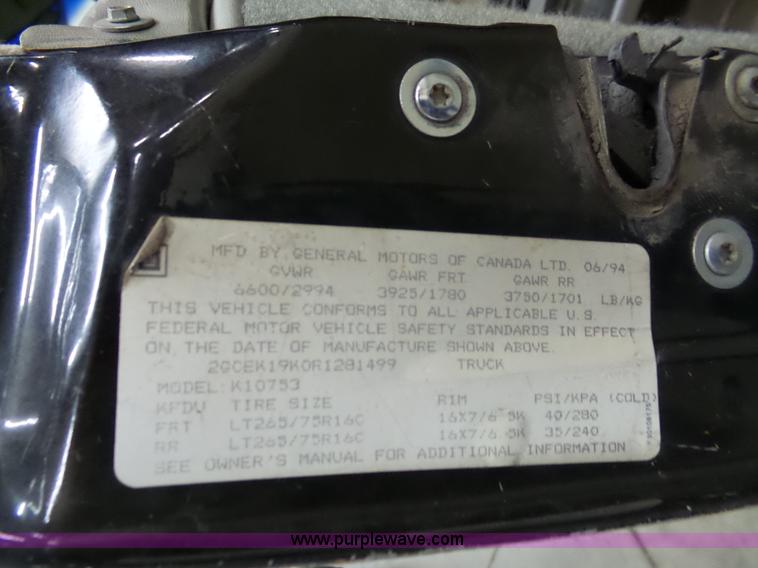 MFD BY GENERAL MOTORS OF CANADA LTD. 06/94
GVWR GAWR FRT GAWR RR
6600/2994 3925/1780 3750/1701 LB/KG
THIS VEHICLE CONFORMS TO ALL APPLICABLE U.S.
FEDERAL MOTOR VEHICLE SAFETY STANDARDS IN EFFECT
ON THE DATE OF MANUFACTURE SHOWN ABOVE.
2GCEK19K0R1281499 TRUCK
MODEL: K10753
KFDW TIRE SIZE RIM PSI/KPA (COLD)
FRT LT265/75R16C 16X7/6.5K 40/280
RR LT265/75R16C 16X7/6.5K 35/240
SEE OWNER'S MANUAL FOR ADDITIONAL INFORMATION
www.purplewave.com